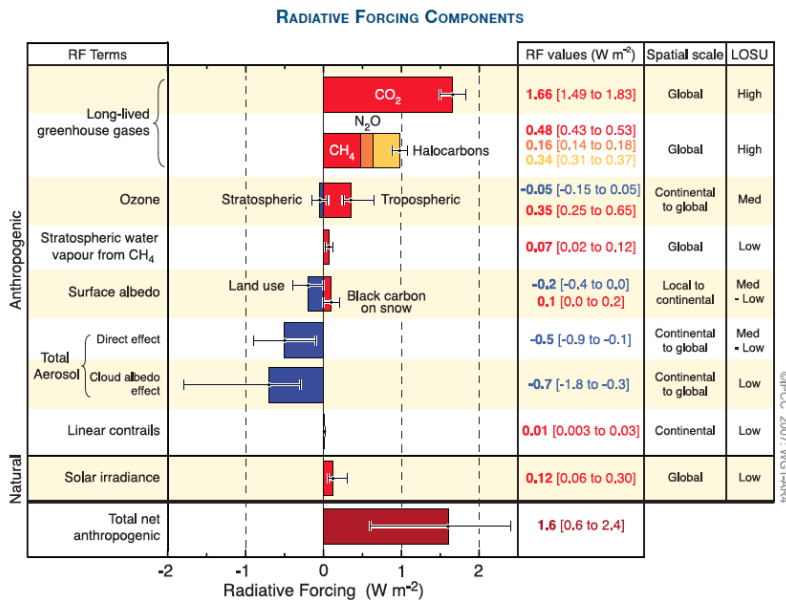 RADIATIVE FORCING COMPONENTS
RF Terms
RF values (W m-2)
Spatial scale
LOSU
Anthropogenic
Long-lived
greenhouse gases
CO2
1.66 [1.49 to 1.83]
Global
High
N2O
CH4
Halocarbons
0.48 [0.43 to 0.53]
0.16 [0.14 to 0.18]
0.34 [0.31 to 0.37]
Global
High
Ozone
Stratospheric
Tropospheric
-0.05 [-0.15 to 0.05]
0.35 [0.25 to 0.65]
Continental
to global
Med
Stratospheric water
vapour from CH4
0.07 [0.02 to 0.12]
Global
Low
Surface albedo
Land use
Black carbon
on snow
-0.2 [-0.4 to 0.0]
0.1 [0.0 to 0.2]
Local to
continental
Med
- Low
Total
Aerosol
Direct effect
-0.5 [-0.9 to -0.1]
Continental
to global
Med
- Low
Cloud albedo
effect
-0.7 [-1.8 to -0.3]
Continental
to global
Low
Linear contrails
0.01 [0.003 to 0.03]
Continental
Low
Natural
Solar irradiance
0.12 [0.06 to 0.30]
Global
Low
Total net
anthropogenic
1.6 [0.6 to 2.4]
-2 -1 0 1 2
Radiative Forcing (W m-2)
©IPCC 2007: WG1-AR4